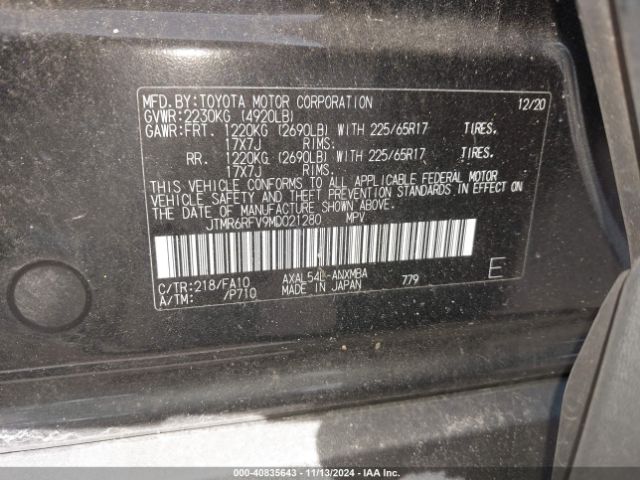 MFD.BY:TOYOTA MOTOR CORPORATION 12/20
GVWR:2230KG (4920LB)
GAWR:FRT. 1220KG (2690LB) WITH 225/65R17 TIRES.
17X7J RIMS.
RR. 1220KG (2690LB) WITH 225/65R17 TIRES.
17X7J RIMS.
THIS VEHICLE CONFORMS TO ALL APPLICABLE FEDERAL MOTOR
VEHICLE SAFETY AND THEFT PREVENTION STANDARDS IN EFFECT ON
THE DATE OF MANUFACTURE SHOWN ABOVE.
JTMR6RFV9MD021280 MPV
C/TR:218/FA10 AXAL54L-ANXMBA 779 E
A/TM: /P710 MADE IN JAPAN
000-40835643 - 11/13/2024 - IAA Inc.